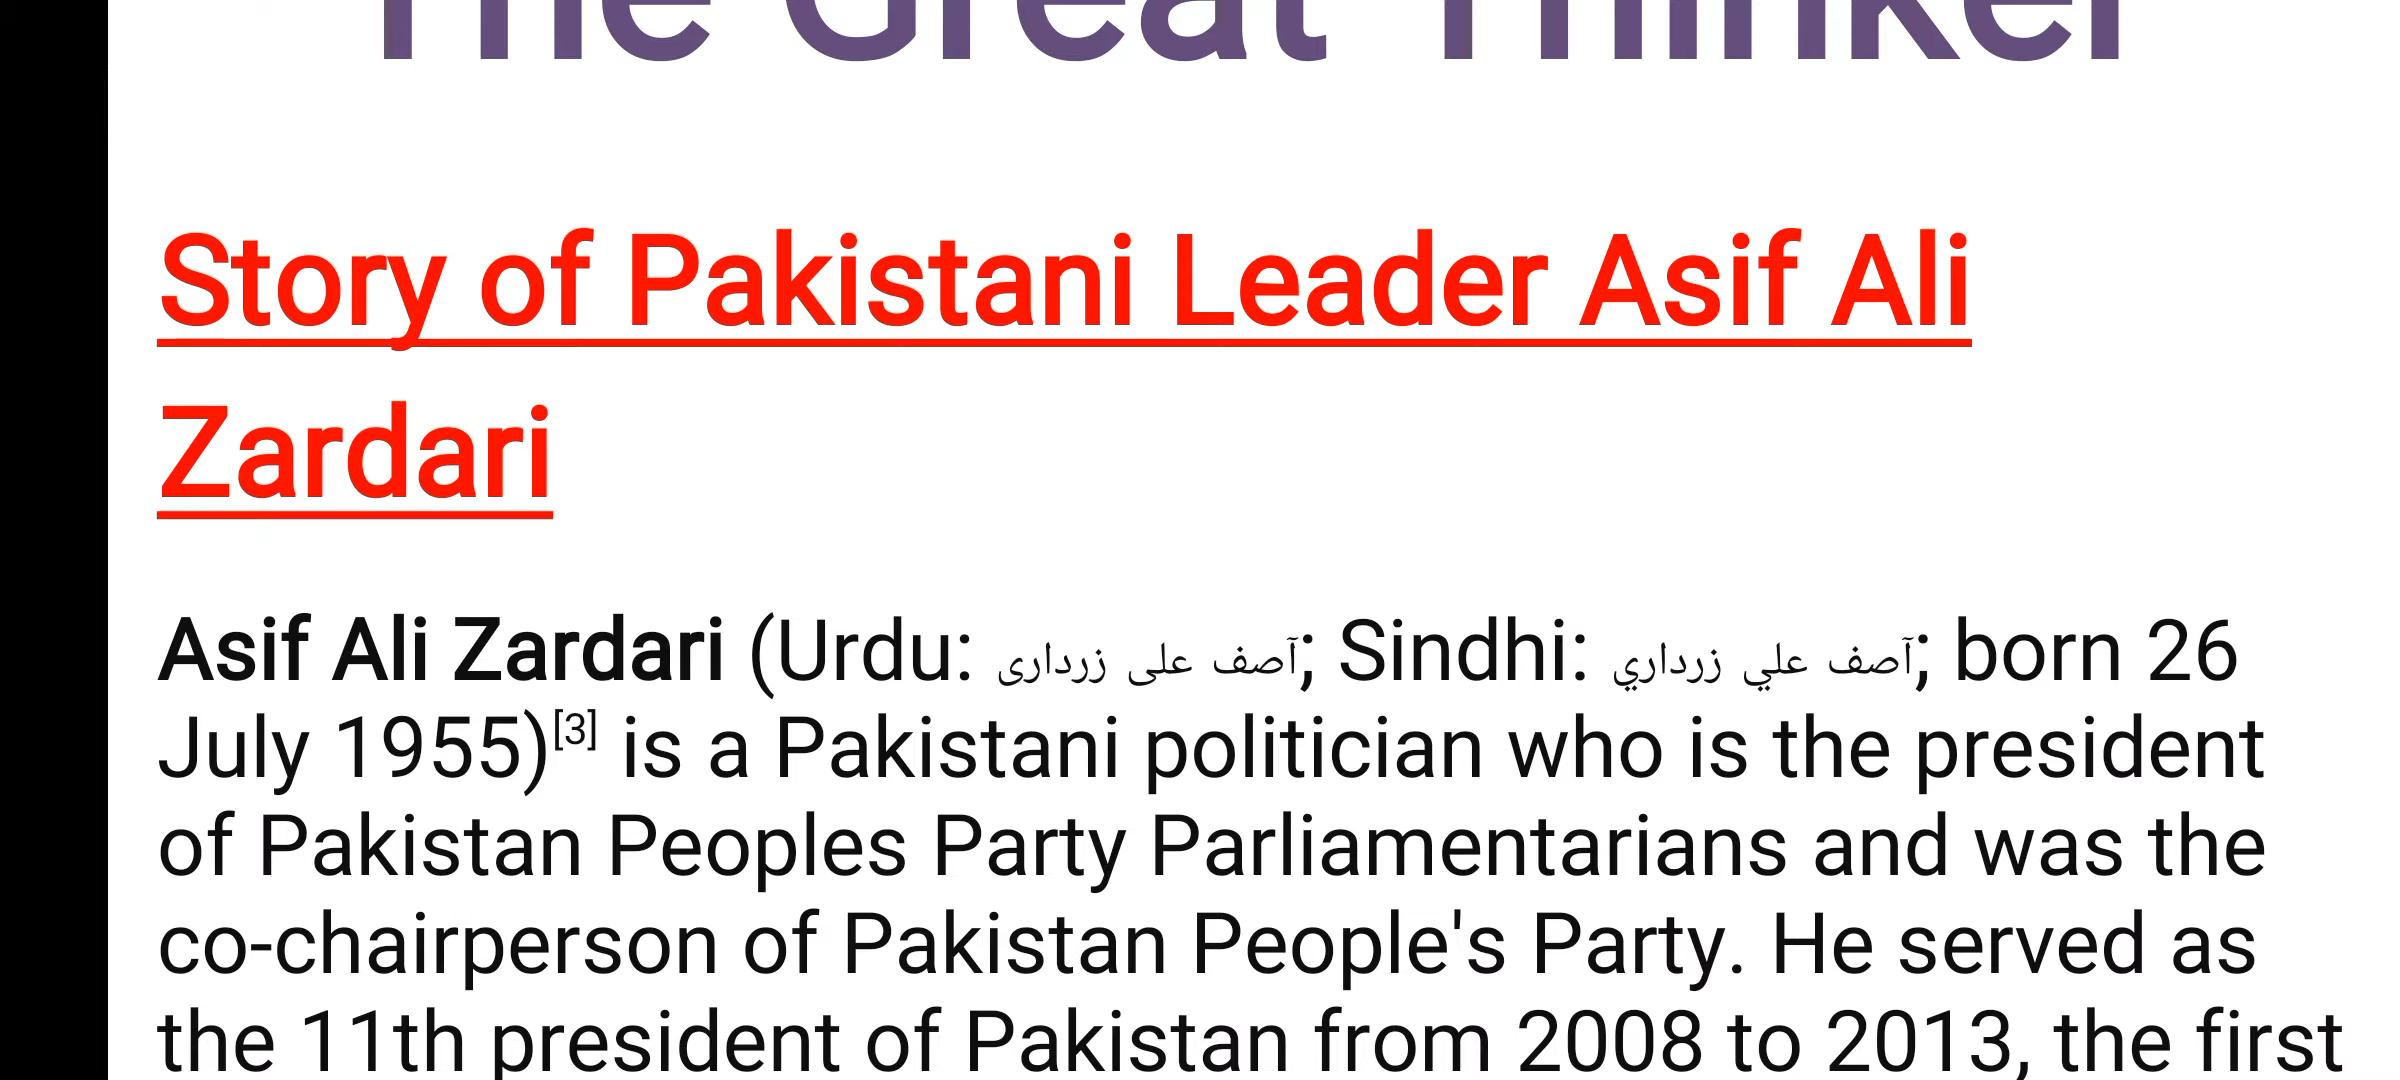 The Great Thinker
Story of Pakistani Leader Asif Ali
Zardari
Asif Ali Zardari (Urdu: آصف علی زرداری; Sindhi: آصف علي زرداري; born 26
July 1955)[3] is a Pakistani politician who is the president
of Pakistan Peoples Party Parliamentarians and was the
co-chairperson of Pakistan People's Party. He served as
the 11th president of Pakistan from 2008 to 2013, the first